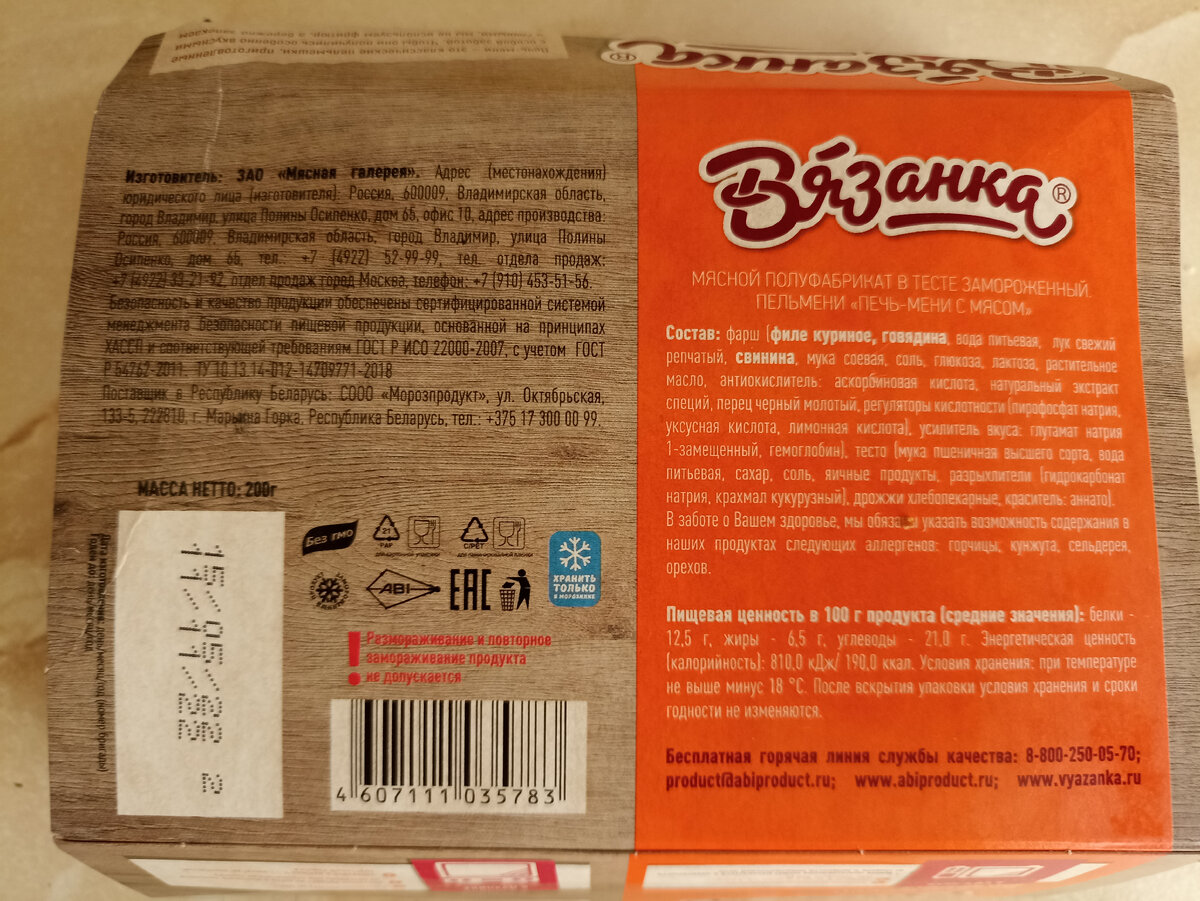 Изготовитель: ЗАО «Мясная галерея». Адрес (местонахождения)
юридического лица (изготовителя): Россия, 600009, Владимирская область,
город Владимир, улица Полины Осипенко, дом 65, офис 10, адрес производства:
Россия, 600009, Владимирская область, город Владимир, улица Полины
Осипенко, дом 65, тел.: +7 (4922) 52-99-99, тел. отдела продаж:
+7 (4922) 33-21-92, отдел продаж город Москва, телефон: +7 (910) 453-51-56.
Безопасность и качество продукции обеспечены сертифицированной системой
менеджмента безопасности пищевой продукции, основанной на принципах
ХАССП и соответствующей требованиям ГОСТ Р ИСО 22000-2007, с учетом ГОСТ
Р 54762-2011. ТУ 10.13.14-012-14709771-2018
Поставщик в Республику Беларусь: СООО «Морозпродукт», ул. Октябрьская,
133-5, 222810, г. Марьина Горка, Республика Беларусь, тел.: +375 17 300 00 99.
МАССА НЕТТО: 200г
Без ГМО
21
PAP
C/PET
ABI
EAC
ХРАНИТЬ
ТОЛЬКО
В МОРОЗИЛКЕ
Размораживание и повторное
замораживание продукта
не допускается
4 607111 035783
Вязанка®
МЯСНОЙ ПОЛУФАБРИКАТ В ТЕСТЕ ЗАМОРОЖЕННЫЙ.
ПЕЛЬМЕНИ «ПЕЧЬ-МЕНИ С МЯСОМ»
Состав: фарш (филе куриное, говядина, вода питьевая, лук свежий
репчатый, свинина, мука соевая, соль, глюкоза, лактоза, растительное
масло, антиокислитель: аскорбиновая кислота, натуральный экстракт
специй, перец черный молотый, регуляторы кислотности (пирофосфат натрия,
уксусная кислота, лимонная кислота), усилитель вкуса: глутамат натрия
1-замещенный, гемоглобин), тесто (мука пшеничная высшего сорта, вода
питьевая, сахар, соль, яичные продукты, разрыхлители (гидрокарбонат
натрия, крахмал кукурузный), дрожжи хлебопекарные, краситель: аннато).
В заботе о Вашем здоровье, мы обязаны указать возможность содержания в
наших продуктах следующих аллергенов: горчицы, кунжута, сельдерея,
орехов.
Пищевая ценность в 100 г продукта (средние значения): белки -
12,5 г, жиры - 6,5 г, углеводы - 21,0 г. Энергетическая ценность
(калорийность): 810,0 кДж/ 190,0 ккал. Условия хранения: при температуре
не выше минус 18 °С. После вскрытия упаковки условия хранения и сроки
годности не изменяются.
Бесплатная горячая линия службы качества: 8-800-250-05-70;
product@abiproduct.ru; www.abiproduct.ru; www.vyazanka.ru